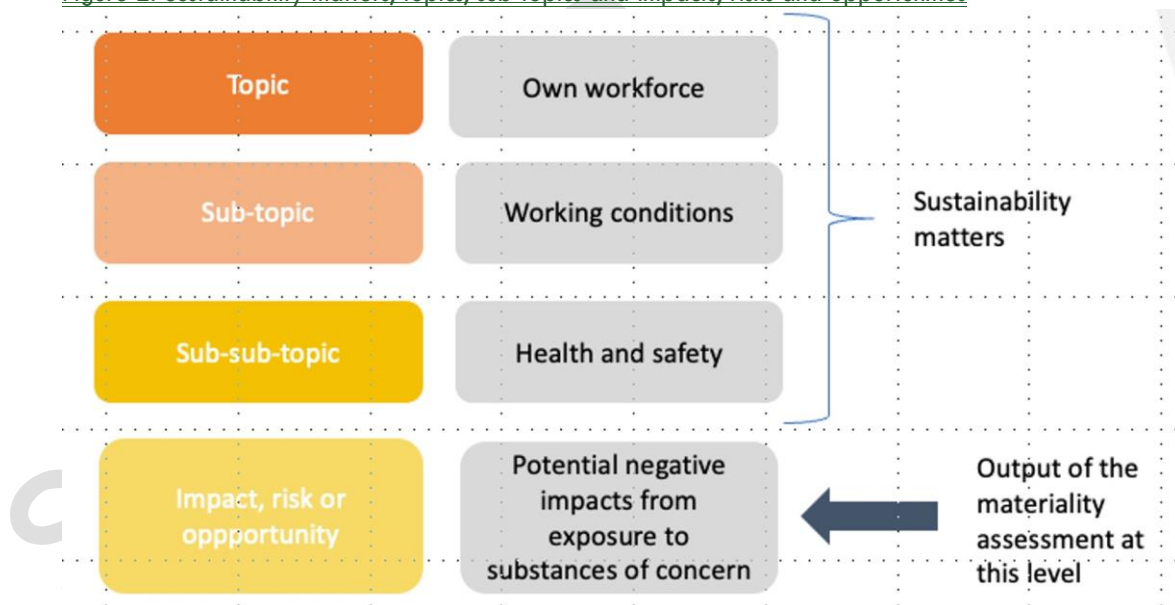 Topic
Own workforce
Sub-topic
Working conditions
Sustainability
matters
Sub-sub-topic
Health and safety
Impact, risk or
oppportunity
Potential negative
impacts from
exposure to
substances of concern
Output of the
materiality
assessment at
this level